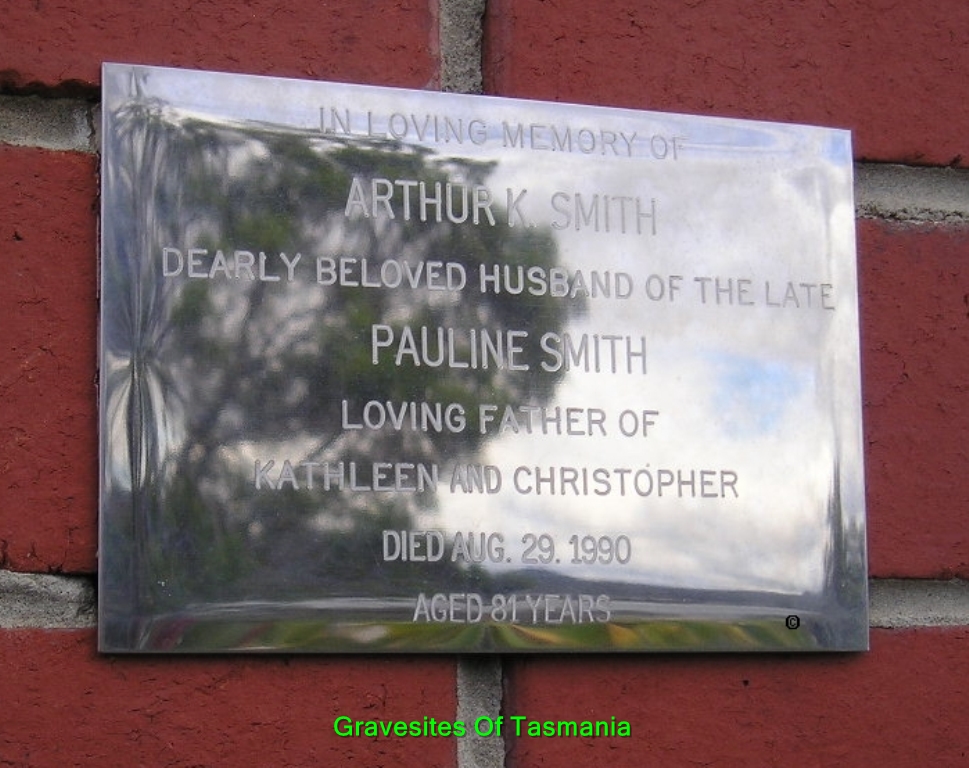 IN LOVING MEMORY OF
ARTHUR K. SMITH
DEARLY BELOVED HUSBAND OF THE LATE
PAULINE SMITH
LOVING FATHER OF
KATHLEEN AND CHRISTOPHER
DIED AUG. 29. 1990
AGED 81 YEARS
©
Gravesites Of Tasmania